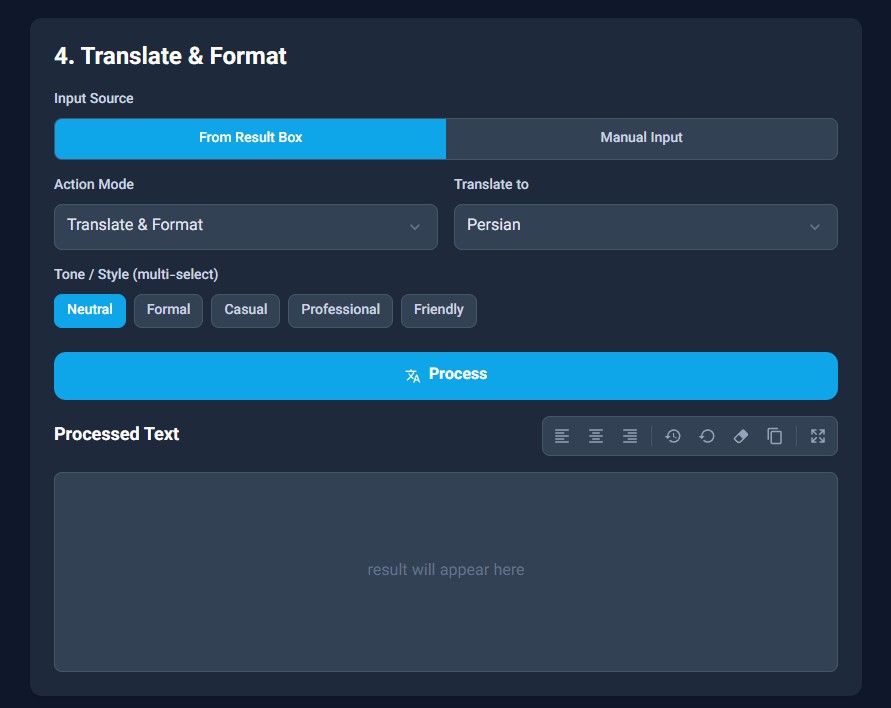 4. Translate & Format
Input Source
From Result Box Manual Input
Action Mode Translate to
Translate & Format Persian
Tone / Style (multi-select)
Neutral Formal Casual Professional Friendly
Process
Processed Text
result will appear here